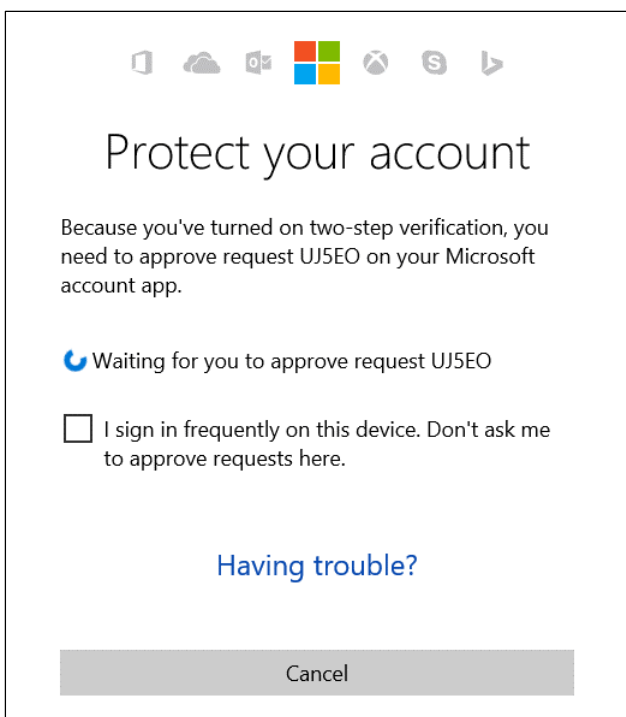 Protect your account
Because you've turned on two-step verification, you
need to approve request UJ5EO on your Microsoft
account app.
Waiting for you to approve request UJ5EO
I sign in frequently on this device. Don't ask me
to approve requests here.
Having trouble?
Cancel